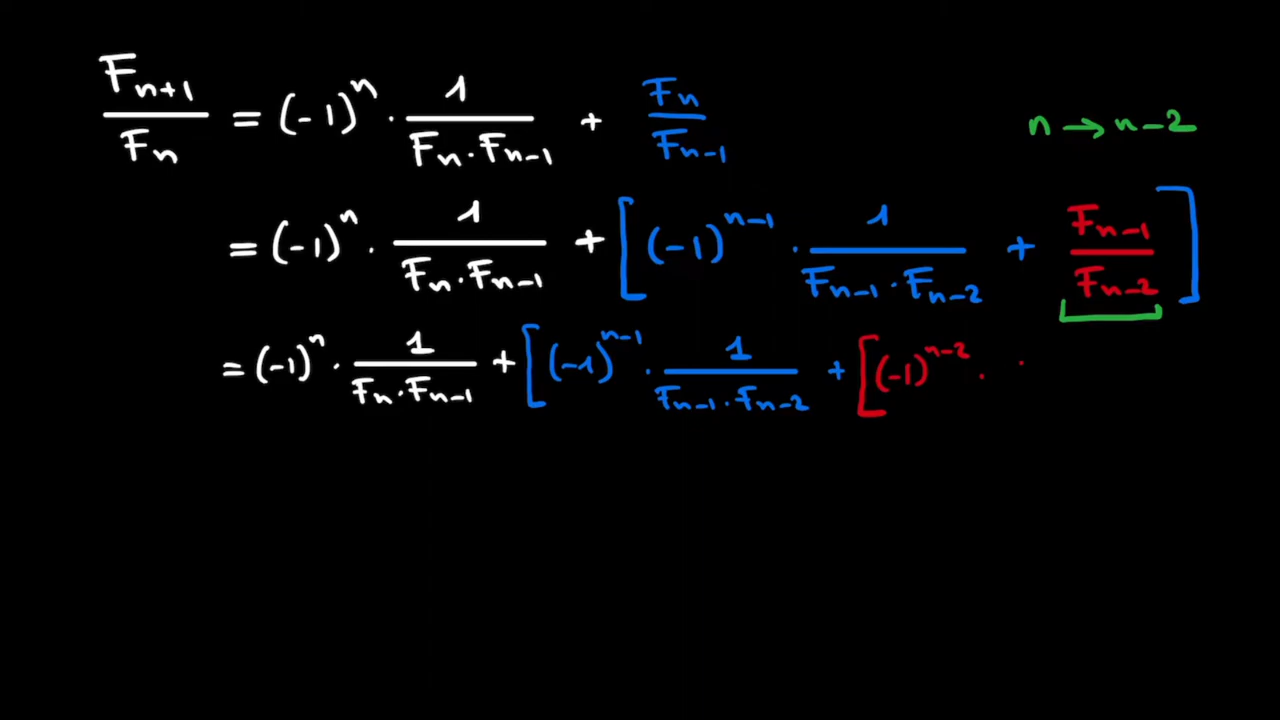 F_{n+1}/F_n = (-1)^n · 1/(F_n · F_{n-1}) + F_n/F_{n-1}
n → n-2
= (-1)^n · 1/(F_n · F_{n-1}) + [(-1)^{n-1} · 1/(F_{n-1} · F_{n-2}) + F_{n-1}/F_{n-2}]
= (-1)^n · 1/(F_n · F_{n-1}) + [(-1)^{n-1} · 1/(F_{n-1} · F_{n-2}) + [(-1)^{n-2} ·